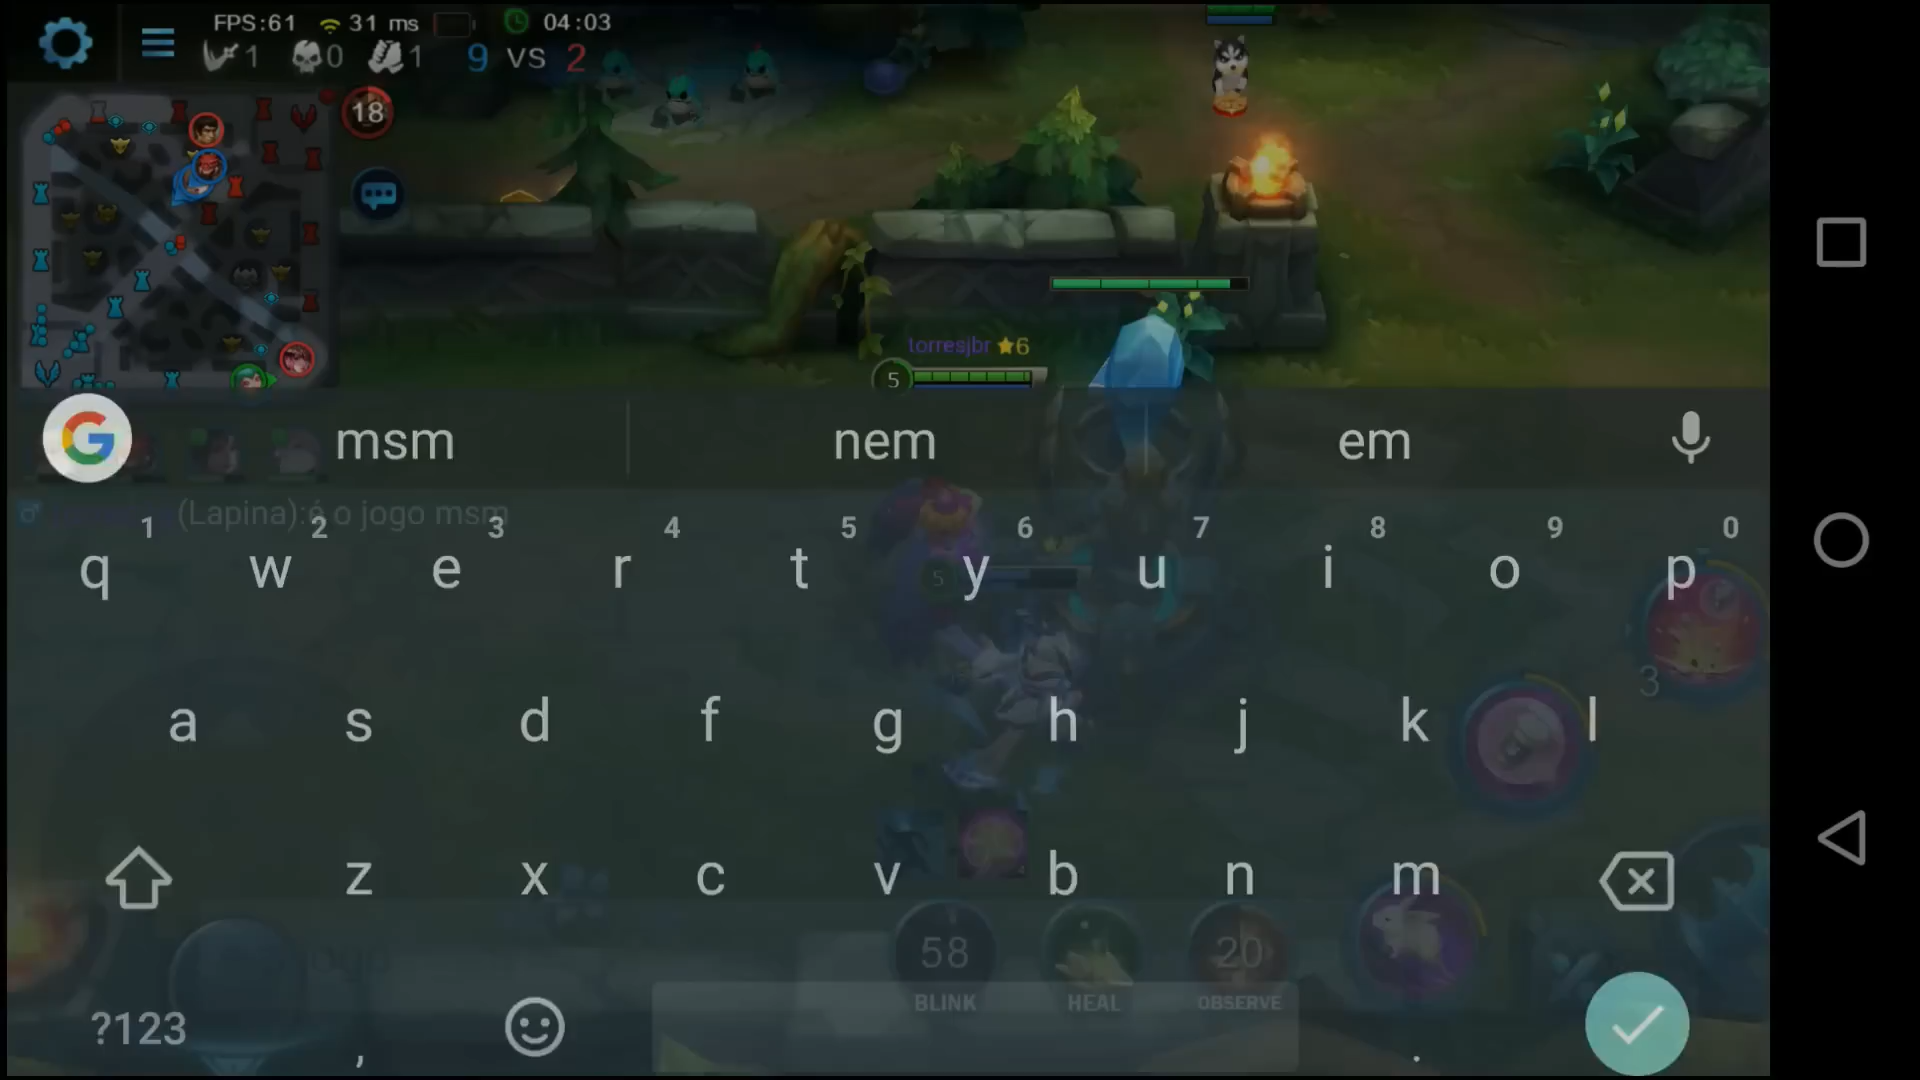 FPS:61 31 ms 04:03
1 0 1 9 VS 2
18
torresjbr 6
5
msm nem em
(Lapina):é o jogo msm
1 2 3 4 5 6 7 8 9 0
q w e r t y u i o p
5
3
a s d f g h j k l
z x c v b n m
58 20
BLINK HEAL OBSERVE
?123 , .